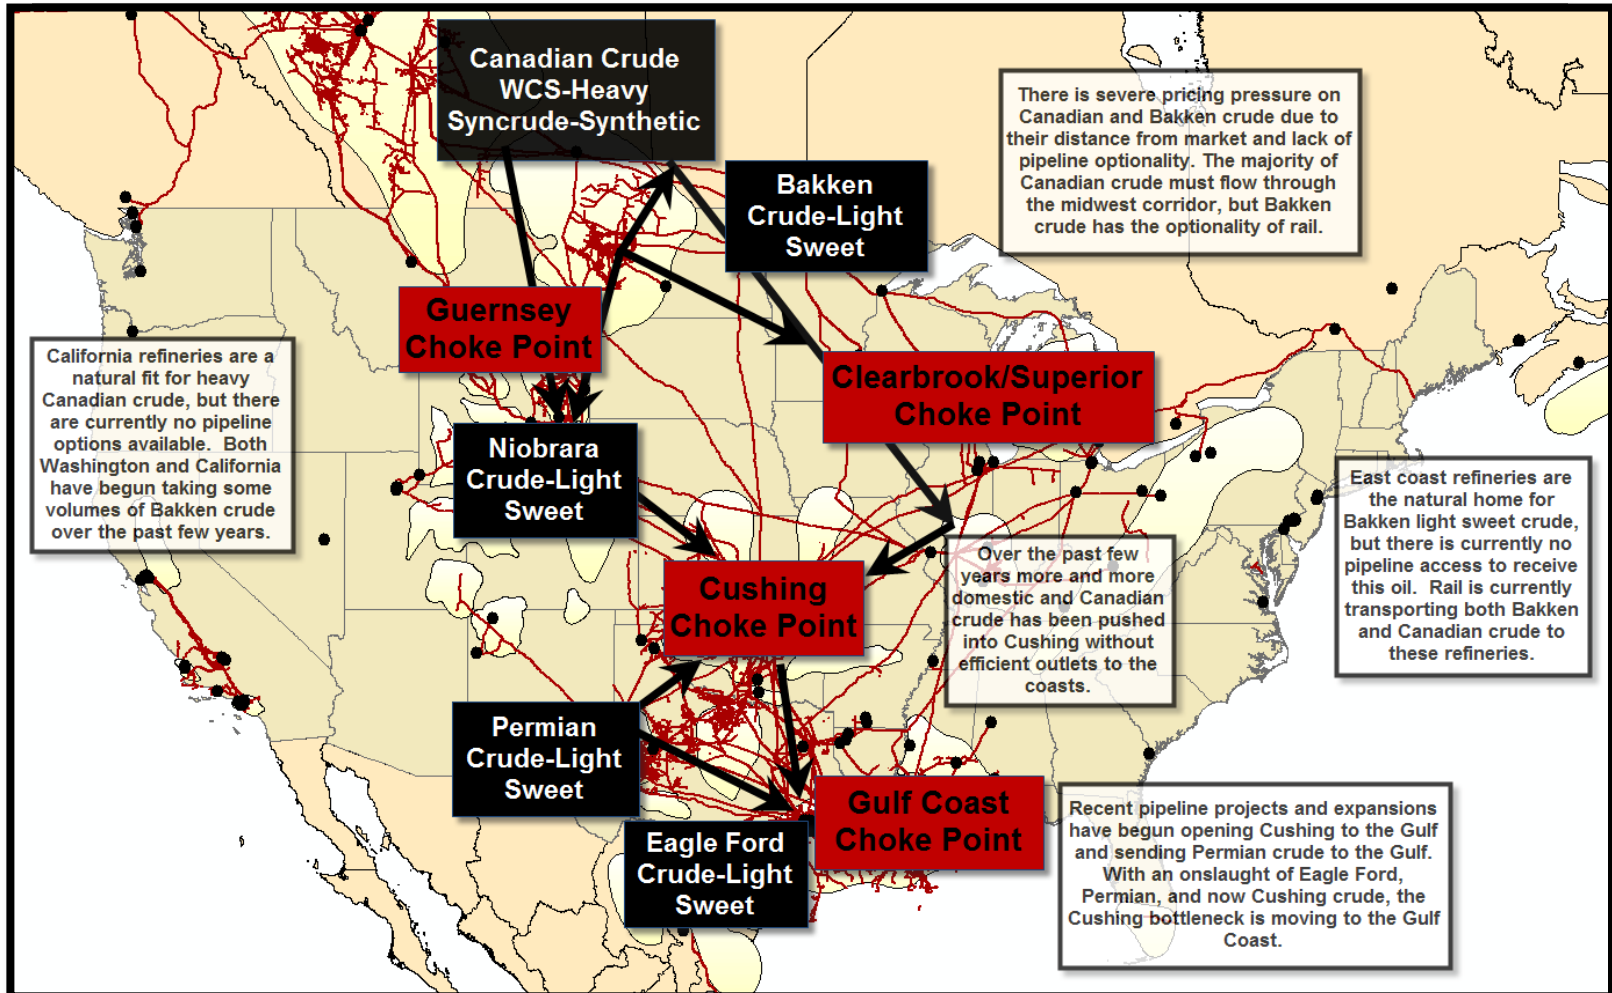 Canadian Crude
WCS-Heavy
Syncrude-Synthetic
There is severe pricing pressure on
Canadian and Bakken crude due to
their distance from market and lack of
pipeline optionality. The majority of
Canadian crude must flow through
the midwest corridor, but Bakken
crude has the optionality of rail.
Bakken
Crude-Light
Sweet
Guernsey
Choke Point
California refineries are a
natural fit for heavy
Canadian crude, but there
are currently no pipeline
options available. Both
Washington and California
have begun taking some
volumes of Bakken crude
over the past few years.
Clearbrook/Superior
Choke Point
Niobrara
Crude-Light
Sweet
East coast refineries are
the natural home for
Bakken light sweet crude,
but there is currently no
pipeline access to receive
this oil. Rail is currently
transporting both Bakken
and Canadian crude to
these refineries.
Over the past few
years more and more
domestic and Canadian
crude has been pushed
into Cushing without
efficient outlets to the
coasts.
Cushing
Choke Point
Permian
Crude-Light
Sweet
Gulf Coast
Choke Point
Recent pipeline projects and expansions
have begun opening Cushing to the Gulf
and sending Permian crude to the Gulf.
With an onslaught of Eagle Ford,
Permian, and now Cushing crude, the
Cushing bottleneck is moving to the Gulf
Coast.
Eagle Ford
Crude-Light
Sweet